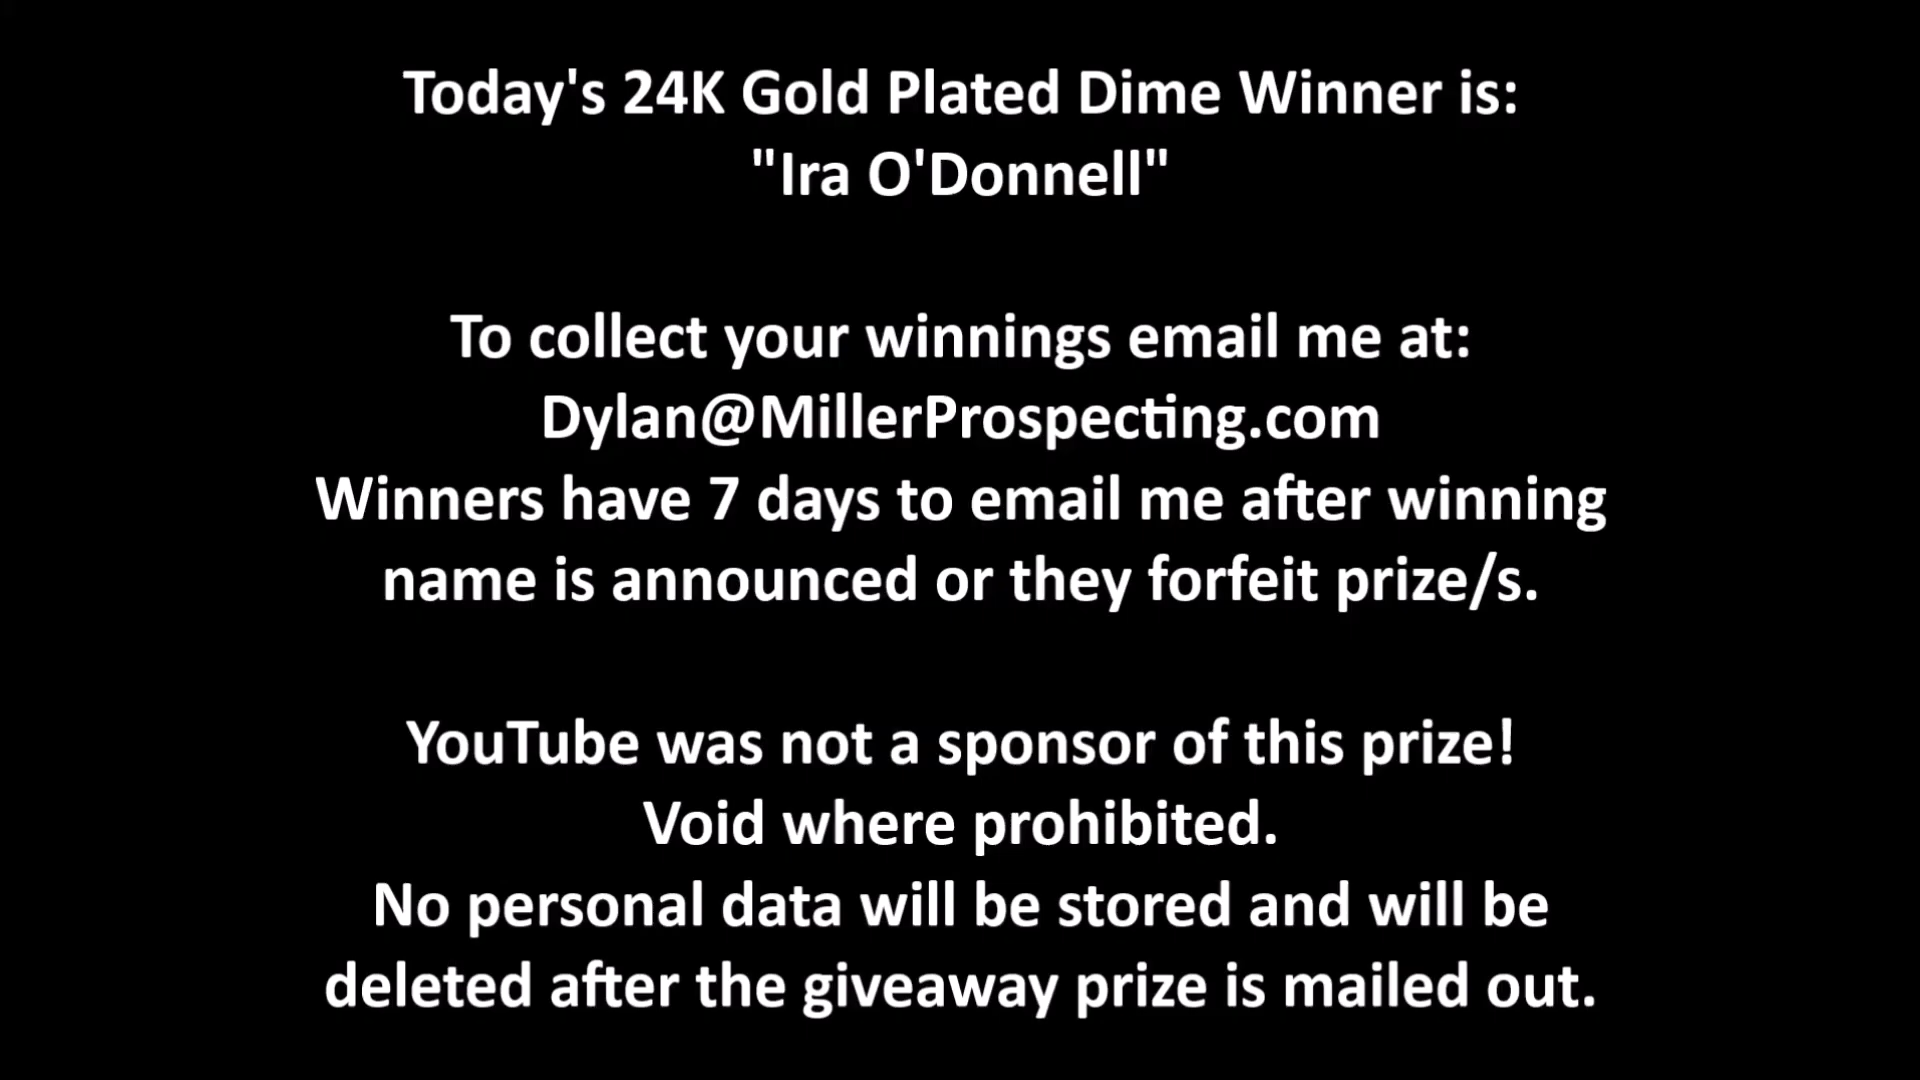 Today's 24K Gold Plated Dime Winner is:
"Ira O'Donnell"
To collect your winnings email me at:
Dylan@MillerProspecting.com
Winners have 7 days to email me after winning
name is announced or they forfeit prize/s.
YouTube was not a sponsor of this prize!
Void where prohibited.
No personal data will be stored and will be
deleted after the giveaway prize is mailed out.